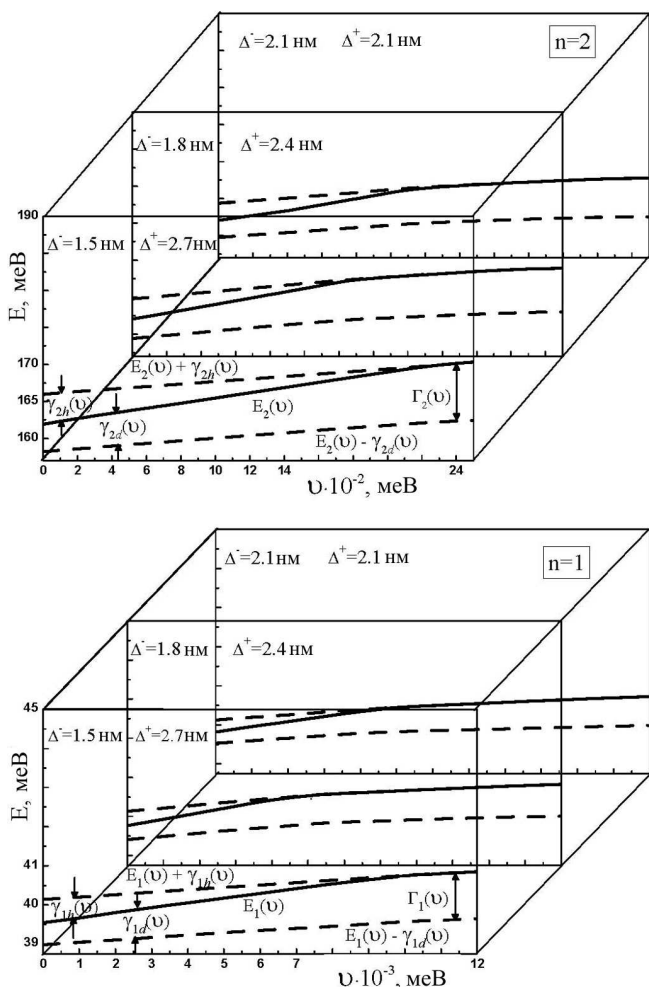 Δ⁻=2.1 нм Δ⁺=2.1 нм n=2
Δ⁻=1.8 нм Δ⁺=2.4 нм
190
Δ⁻=1.5 нм Δ⁺=2.7нм
E, меВ
170
E₂(υ) + γ₂ₕ(υ)
165
γ₂ₕ(υ)
E₂(υ)
Γ₂(υ)
γ₂d(υ)
160
E₂(υ) - γ₂d(υ)
0 2 4 6 8 10 12 14 24
υ·10⁻², меВ
Δ⁻=2.1 нм Δ⁺=2.1 нм n=1
Δ⁻=1.8 нм Δ⁺=2.4 нм
45
Δ⁻=1.5 нм Δ⁺=2.7нм
E, меВ
41
E₁(υ) + γ₁ₕ(υ)
40
γ₁ₕ(υ)
E₁(υ)
Γ₁(υ)
γ₁d(υ)
E₁(υ) - γ₁d(υ)
39
0 1 2 3 5 6 7 12
υ·10⁻³, меВ